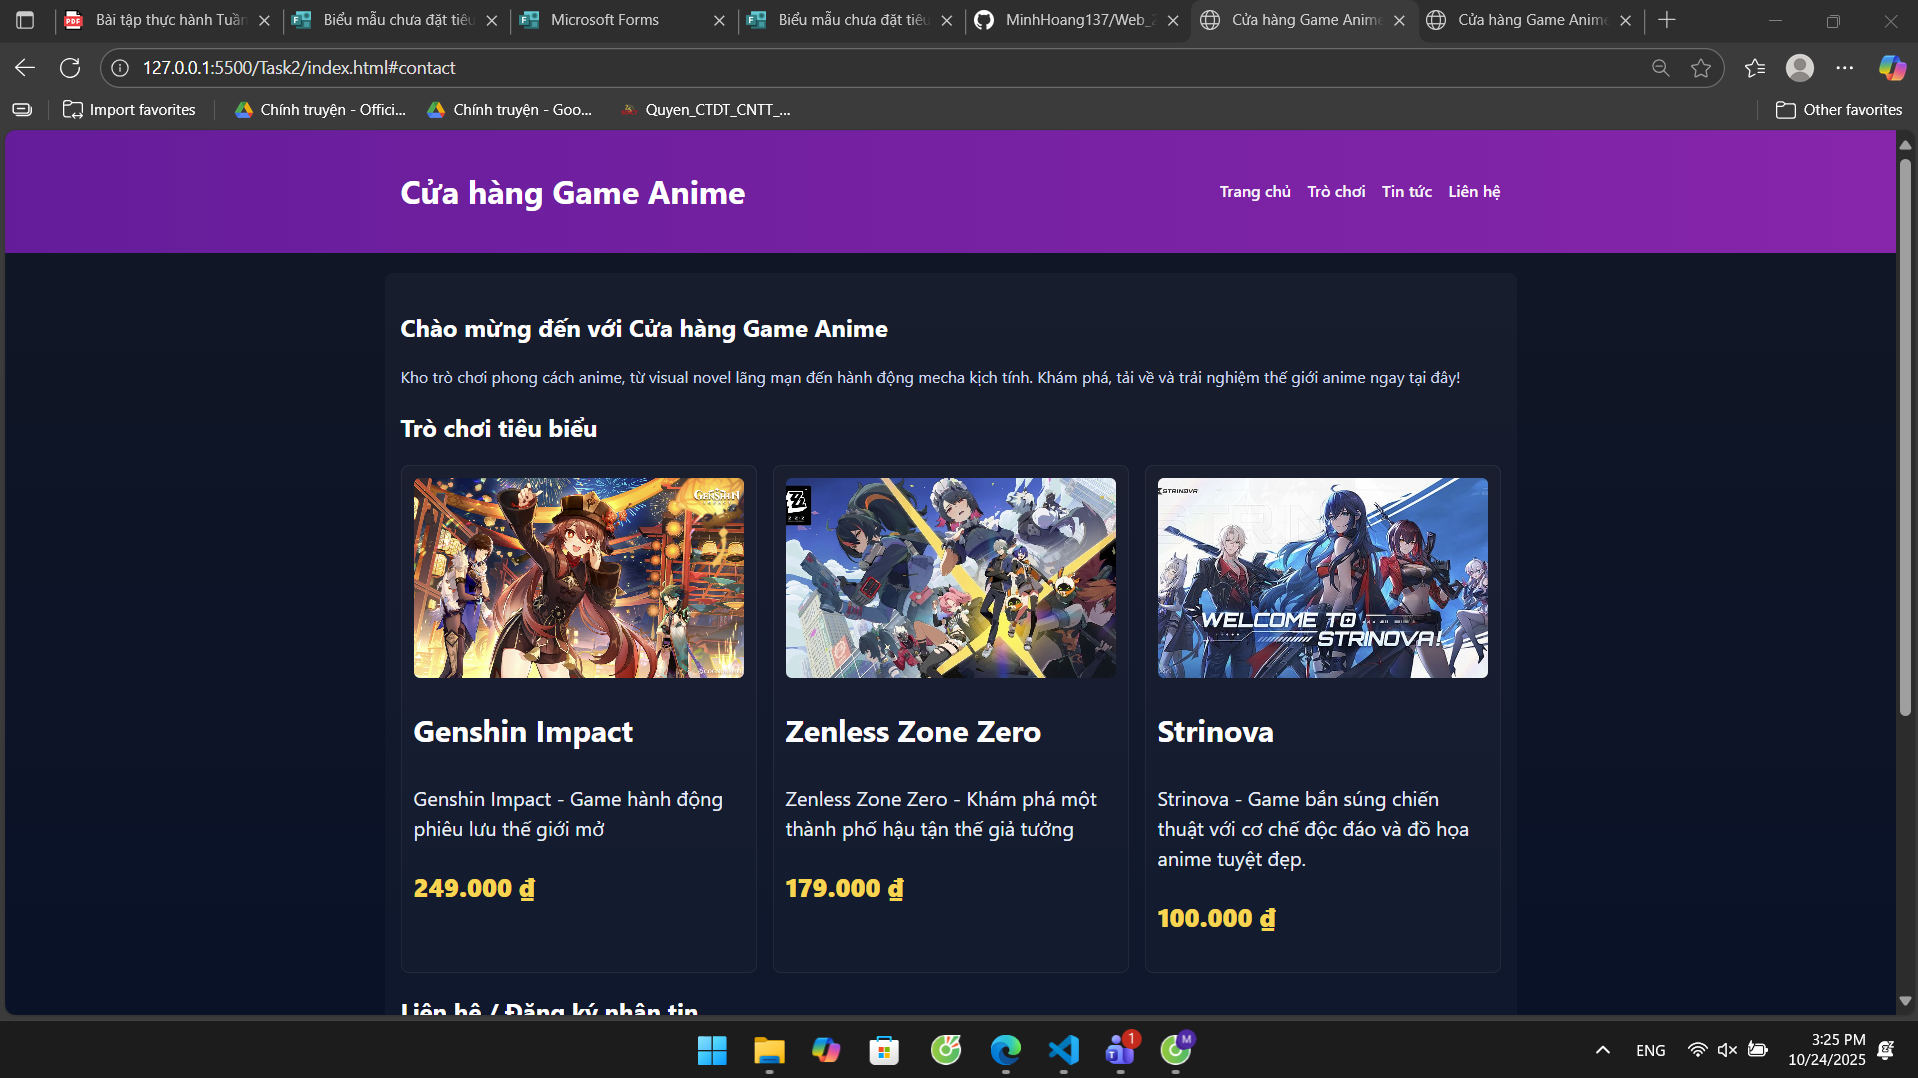 Bài tập thực hành Tuần
Biểu mẫu chưa đặt tiêu
Microsoft Forms
Biểu mẫu chưa đặt tiêu
MinhHoang137/Web_2
Cửa hàng Game Anime
Cửa hàng Game Anime
127.0.0.1:5500/Task2/index.html#contact
Import favorites
Chính truyện - Offici...
Chính truyện - Goo...
Quyen_CTDT_CNTT_...
Other favorites
Cửa hàng Game Anime
Trang chủ Trò chơi Tin tức Liên hệ
Chào mừng đến với Cửa hàng Game Anime
Kho trò chơi phong cách anime, từ visual novel lãng mạn đến hành động mecha kịch tính. Khám phá, tải về và trải nghiệm thế giới anime ngay tại đây!
Trò chơi tiêu biểu
GENSHIN
STRINOVA
WELCOME TO
STRINOVA!
Genshin Impact
Genshin Impact - Game hành động
phiêu lưu thế giới mở
249.000 ₫
Zenless Zone Zero
Zenless Zone Zero - Khám phá một
thành phố hậu tận thế giả tưởng
179.000 ₫
Strinova
Strinova - Game bắn súng chiến
thuật với cơ chế độc đáo và đồ họa
anime tuyệt đẹp.
100.000 ₫
Liên hệ / Đăng ký nhận tin
ENG
3:25 PM
10/24/2025